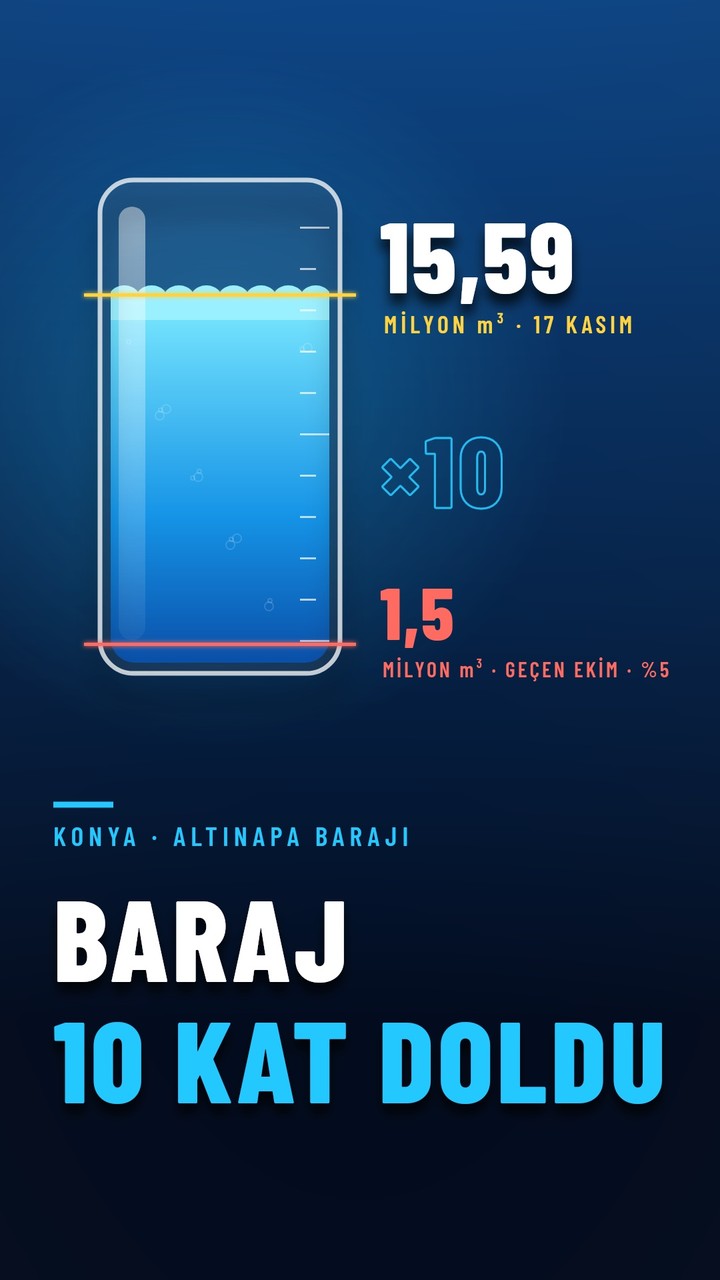 15,59
MİLYON m³ · 17 KASIM
×10
1,5
MİLYON m³ · GEÇEN EKİM · %5
KONYA · ALTINAPA BARAJI
BARAJ
10 KAT DOLDU